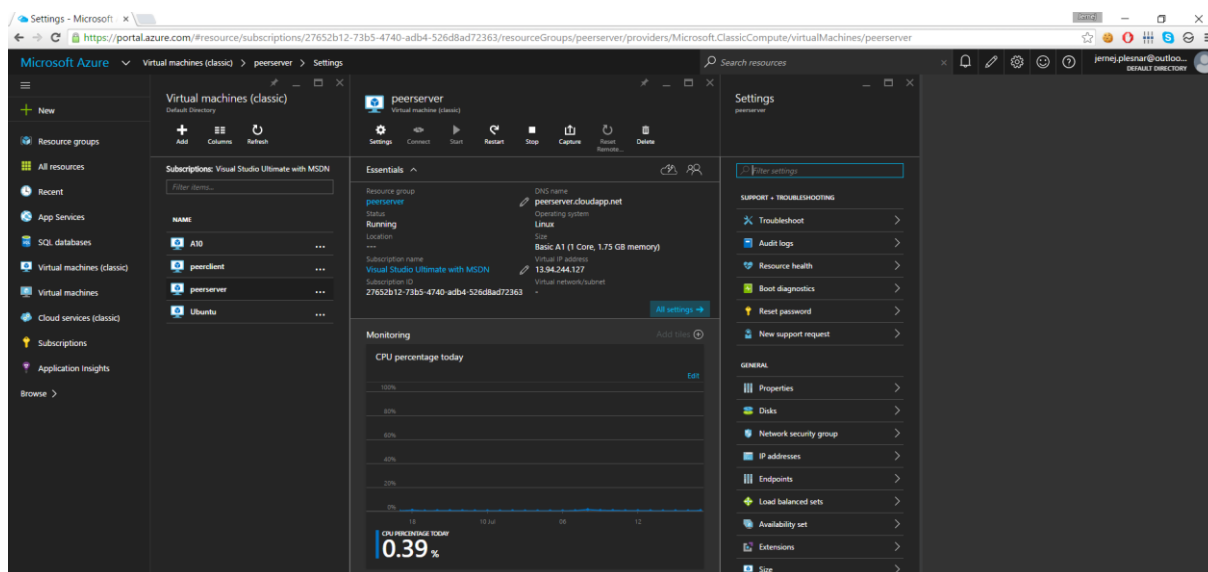 Settings - Microsoft
https://portal.azure.com/#resource/subscriptions/27652b12-73b5-4740-adb4-526d8ad72363/resourceGroups/peerserver/providers/Microsoft.ClassicCompute/virtualMachines/peerserver
Microsoft Azure
Virtual machines (classic) > peerserver > Settings
Search resources
jernej.plesnar@outloo...
DEFAULT DIRECTORY
New
Resource groups
All resources
Recent
App Services
SQL databases
Virtual machines (classic)
Virtual machines
Cloud services (classic)
Subscriptions
Application Insights
Browse >
Virtual machines (classic)
Default Directory
Add Columns Refresh
Subscriptions: Visual Studio Ultimate with MSDN
Filter items...
NAME
A10 ...
peerclient ...
peerserver ...
Ubuntu ...
peerserver
Virtual machine (classic)
Settings Connect Start Restart Stop Capture Reset Remote... Delete
Essentials
Resource group
peerserver
Status
Running
Location
---
Subscription name
Visual Studio Ultimate with MSDN
Subscription ID
27652b12-73b5-4740-adb4-526d8ad72363
DNS name
peerserver.cloudapp.net
Operating system
Linux
Size
Basic A1 (1 Core, 1.75 GB memory)
Virtual IP address
13.94.244.127
Virtual network/subnet
-
All settings →
Monitoring
Add tiles
CPU percentage today
Edit
100%
80%
60%
40%
20%
0%
18 10 Jul 06 12
CPU PERCENTAGE TODAY
0.39 %
Settings
peerserver
Filter settings
SUPPORT + TROUBLESHOOTING
Troubleshoot
Audit logs
Resource health
Boot diagnostics
Reset password
New support request
GENERAL
Properties
Disks
Network security group
IP addresses
Endpoints
Load balanced sets
Availability set
Extensions
Size